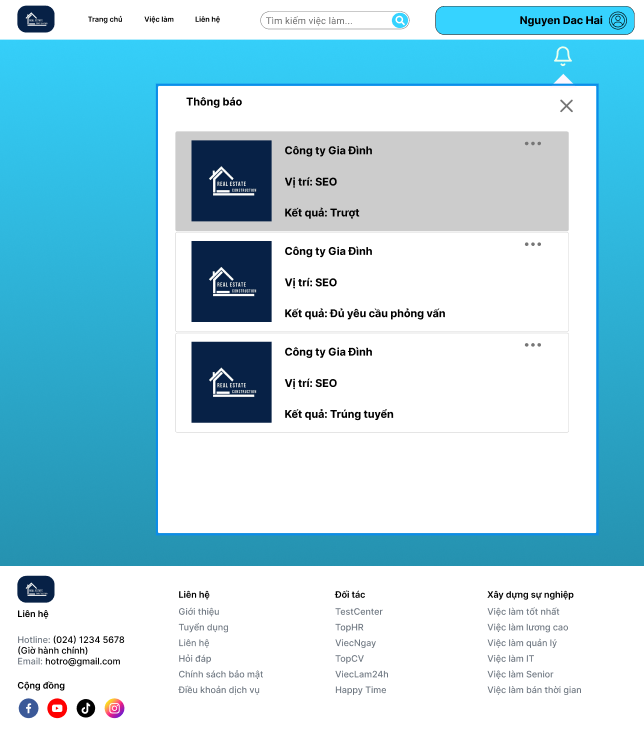 Trang chủ
Việc làm
Liên hệ
Tìm kiếm việc làm...
Nguyen Dac Hai
Thông báo
REAL ESTATE
CONSTRUCTION
Công ty Gia Đình
Vị trí: SEO
Kết quả: Trượt
REAL ESTATE
CONSTRUCTION
Công ty Gia Đình
Vị trí: SEO
Kết quả: Đủ yêu cầu phỏng vấn
REAL ESTATE
CONSTRUCTION
Công ty Gia Đình
Vị trí: SEO
Kết quả: Trúng tuyển
Liên hệ
Hotline: (024) 1234 5678
(Giờ hành chính)
Email: hotro@gmail.com
Cộng đồng
Liên hệ
Giới thiệu
Tuyển dụng
Liên hệ
Hỏi đáp
Chính sách bảo mật
Điều khoản dịch vụ
Đối tác
TestCenter
TopHR
ViecNgay
TopCV
ViecLam24h
Happy Time
Xây dựng sự nghiệp
Việc làm tốt nhất
Việc làm lương cao
Việc làm quản lý
Việc làm IT
Việc làm Senior
Việc làm bán thời gian